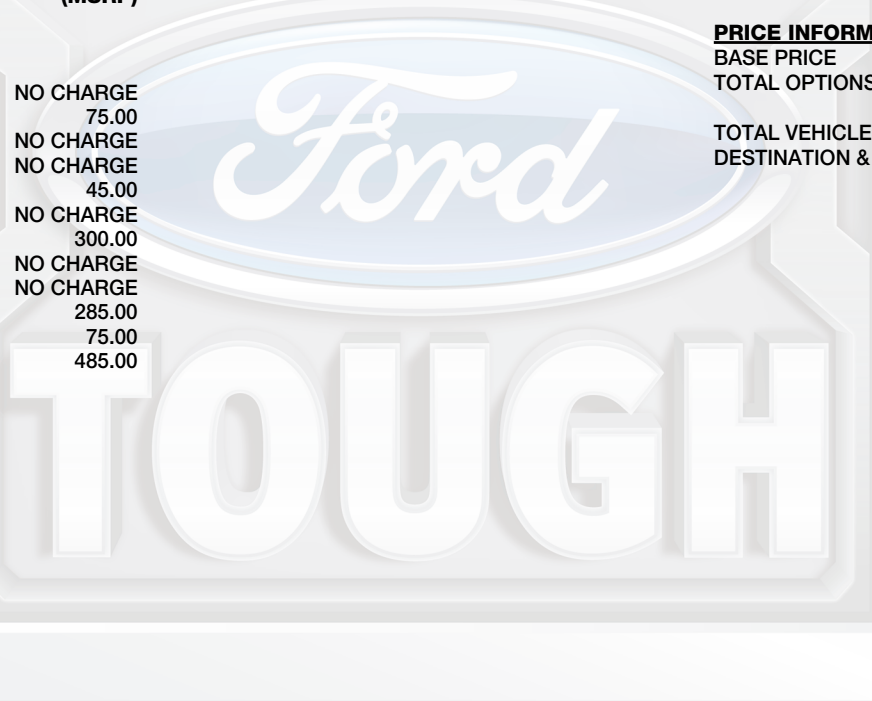 (MSRP)
NO CHARGE
75.00
NO CHARGE
NO CHARGE
45.00
NO CHARGE
300.00
NO CHARGE
NO CHARGE
285.00
75.00
485.00
PRICE INFORM
BASE PRICE
TOTAL OPTIONS
TOTAL VEHICLE
DESTINATION &
Ford
TOUGH